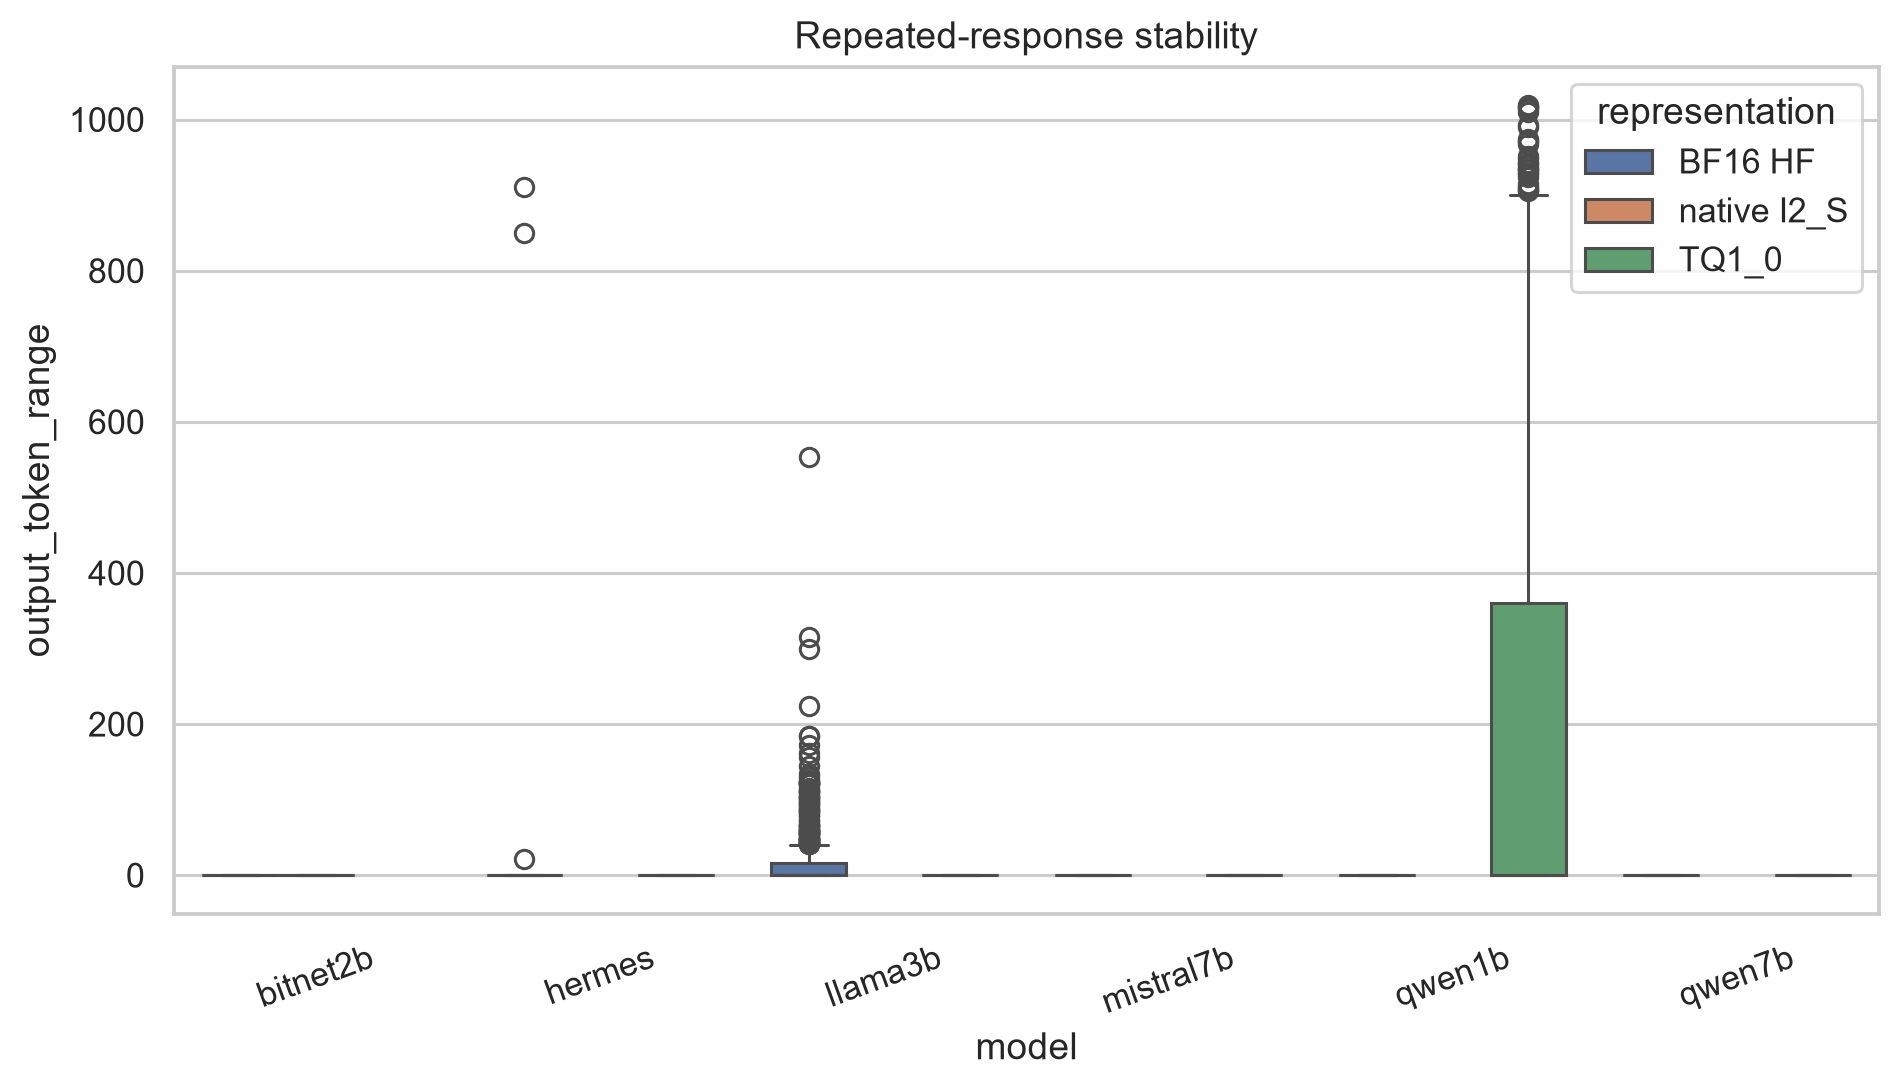 Repeated-response stability
output_token_range
1000
800
600
400
200
0
representation
BF16 HF
native I2_S
TQ1_0
bitnet2b
hermes
llama3b
mistral7b
qwen1b
qwen7b
model